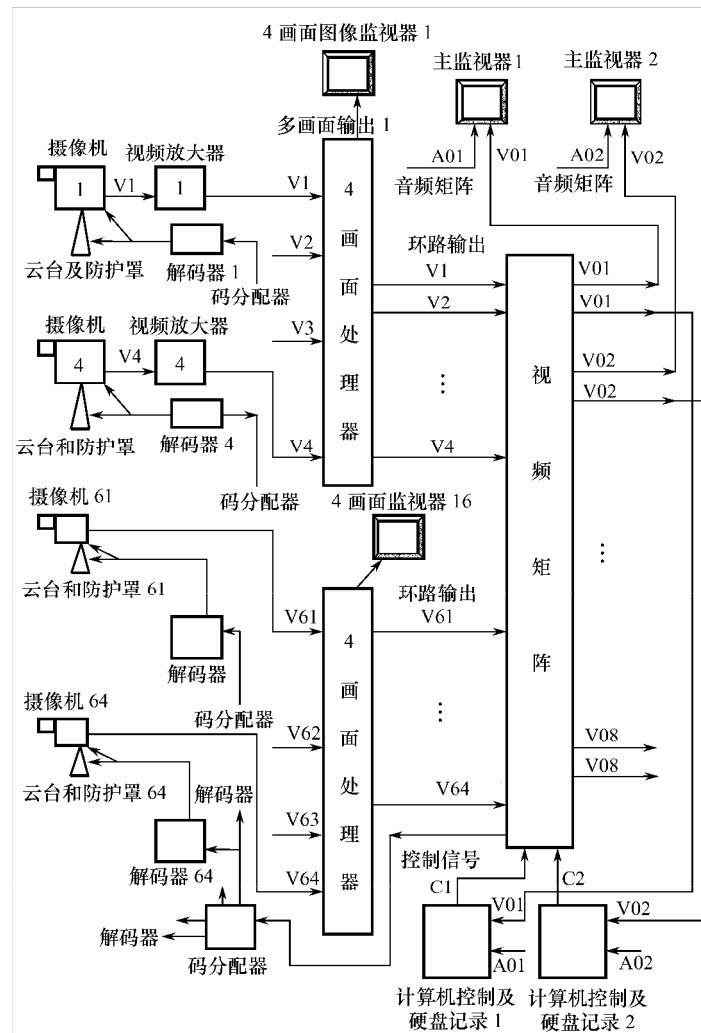 4 画面图像监视器 1
主监视器 1
主监视器 2
多画面输出 1
摄像机
视频放大器
A01
V01
A02
V02
音频矩阵
音频矩阵
1
V1
1
V1
4画面处理器
V2
环路输出
云台及防护罩
解码器 1
码分配器
V1
V01
V2
V01
摄像机
视频放大器
V3
视频矩阵
4
V4
4
V02
V02
…
云台和防护罩
解码器 4
V4
V4
码分配器
4 画面监视器 16
摄像机 61
…
云台和防护罩 61
环路输出
V61
4画面处理器
V61
解码器
码分配器
摄像机 64
…
V62
V08
V08
云台和防护罩 64
解码器
V64
V63
解码器 64
控制信号
V64
C1
C2
V01
V02
解码器
码分配器
A01
A02
计算机控制及
硬盘记录 1
计算机控制及
硬盘记录 2